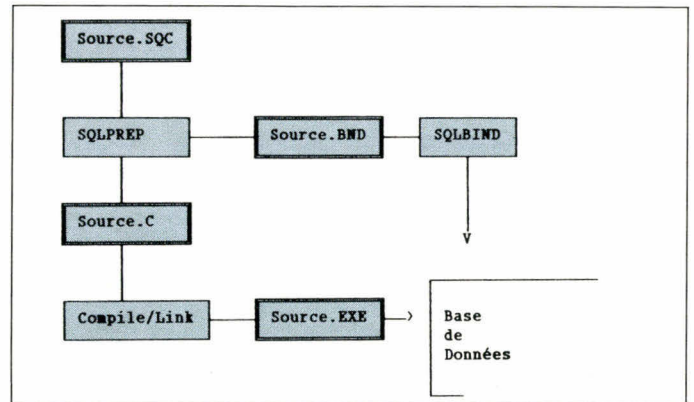 Source.SQC
SQLPREP
Source.BND
SQLBIND
Source.C
V
Compile/Link
Source.EXE
>
Base
de
Données